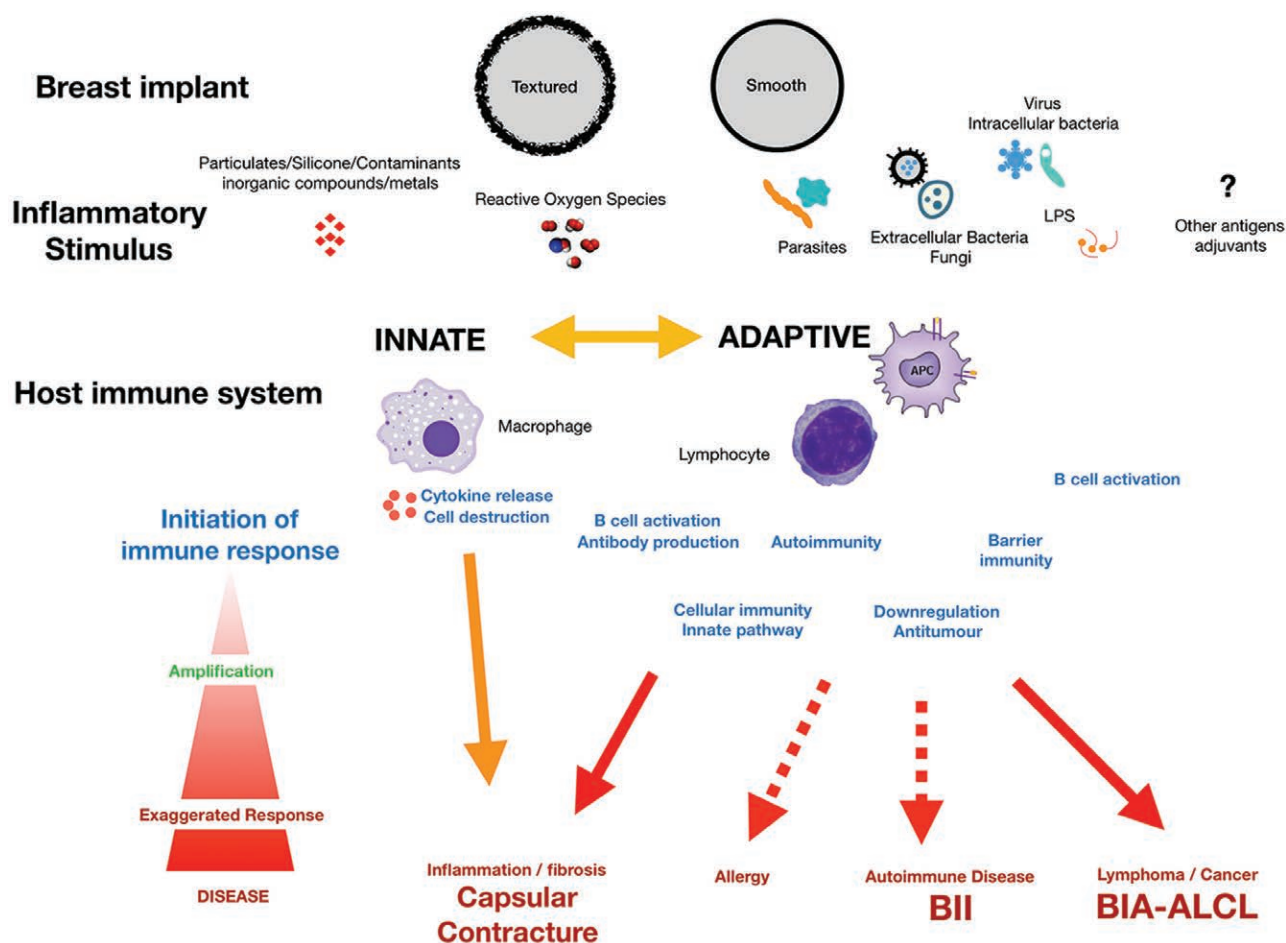 Breast implant
Textured
Smooth
Virus
Intracellular bacteria
Particulates/Silicone/Contaminants
inorganic compounds/metals
Inflammatory
Stimulus
Reactive Oxygen Species
Parasites
Extracellular Bacteria
Fungi
LPS
?
Other antigens
adjuvants
INNATE
ADAPTIVE
APC
Host immune system
Macrophage
Lymphocyte
Cytokine release
Cell destruction
B cell activation
Initiation of
immune response
B cell activation
Antibody production
Autoimmunity
Barrier
immunity
Cellular immunity
Innate pathway
Downregulation
Antitumour
Amplification
Exaggerated Response
DISEASE
Inflammation / fibrosis
Capsular
Contracture
Allergy
Autoimmune Disease
BII
Lymphoma / Cancer
BIA-ALCL